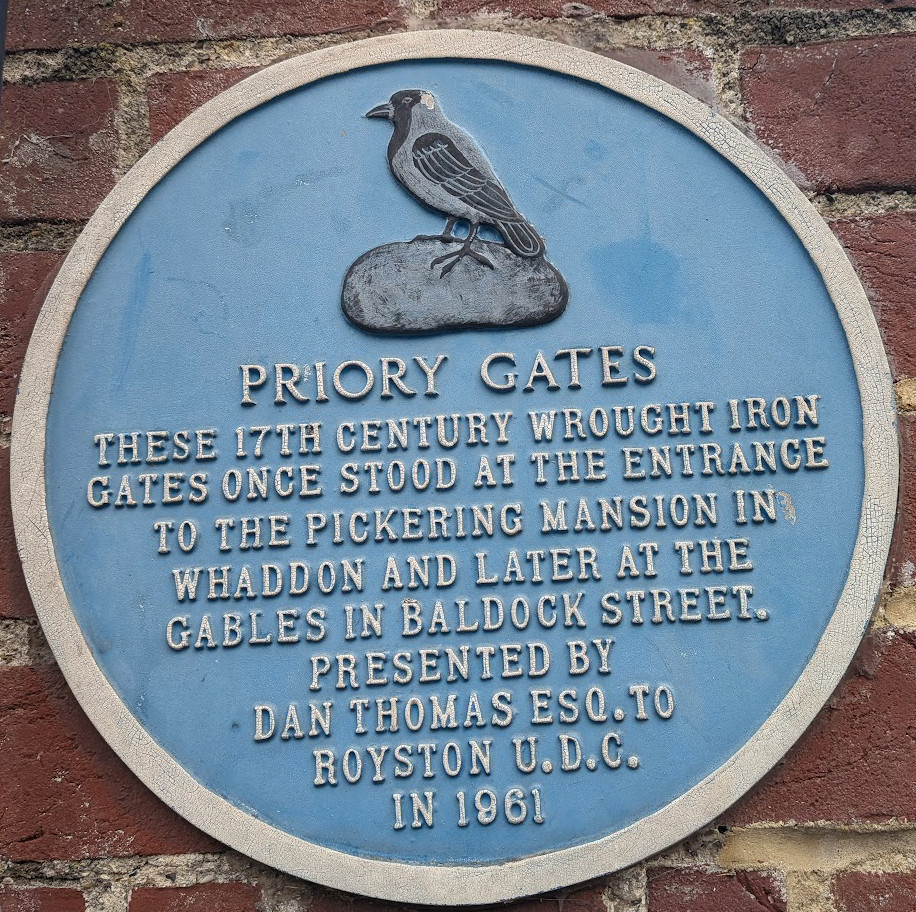 PRIORY GATES
THESE 17TH CENTURY WROUGHT IRON
GATES ONCE STOOD AT THE ENTRANCE
TO THE PICKERING MANSION IN
WHADDON AND LATER AT THE
GABLES IN BALDOCK STREET.
PRESENTED BY
DAN THOMAS ESQ. TO
ROYSTON U.D.C.
IN 1961